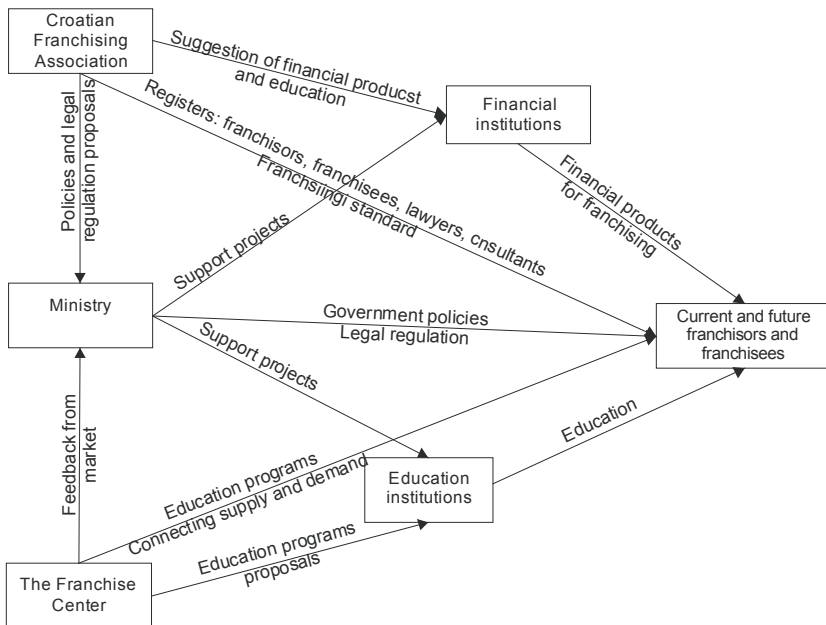 Croatian
Franchising
Association
Suggestion of financial producst
and education
Financial
institutions
Policies and legal
regulation proposals
Registers: franchisors, franchisees, lawyers, cnsultants
Franchsiingi standard
Financial products
for franchising
Support projects
Ministry
Government policies
Legal regulation
Current and future
franchisors and
franchisees
Support projects
Feedback from
market
Education
Education programs
Connecting supply and demand
Education
institutions
Education programs
proposals
The Franchise
Center